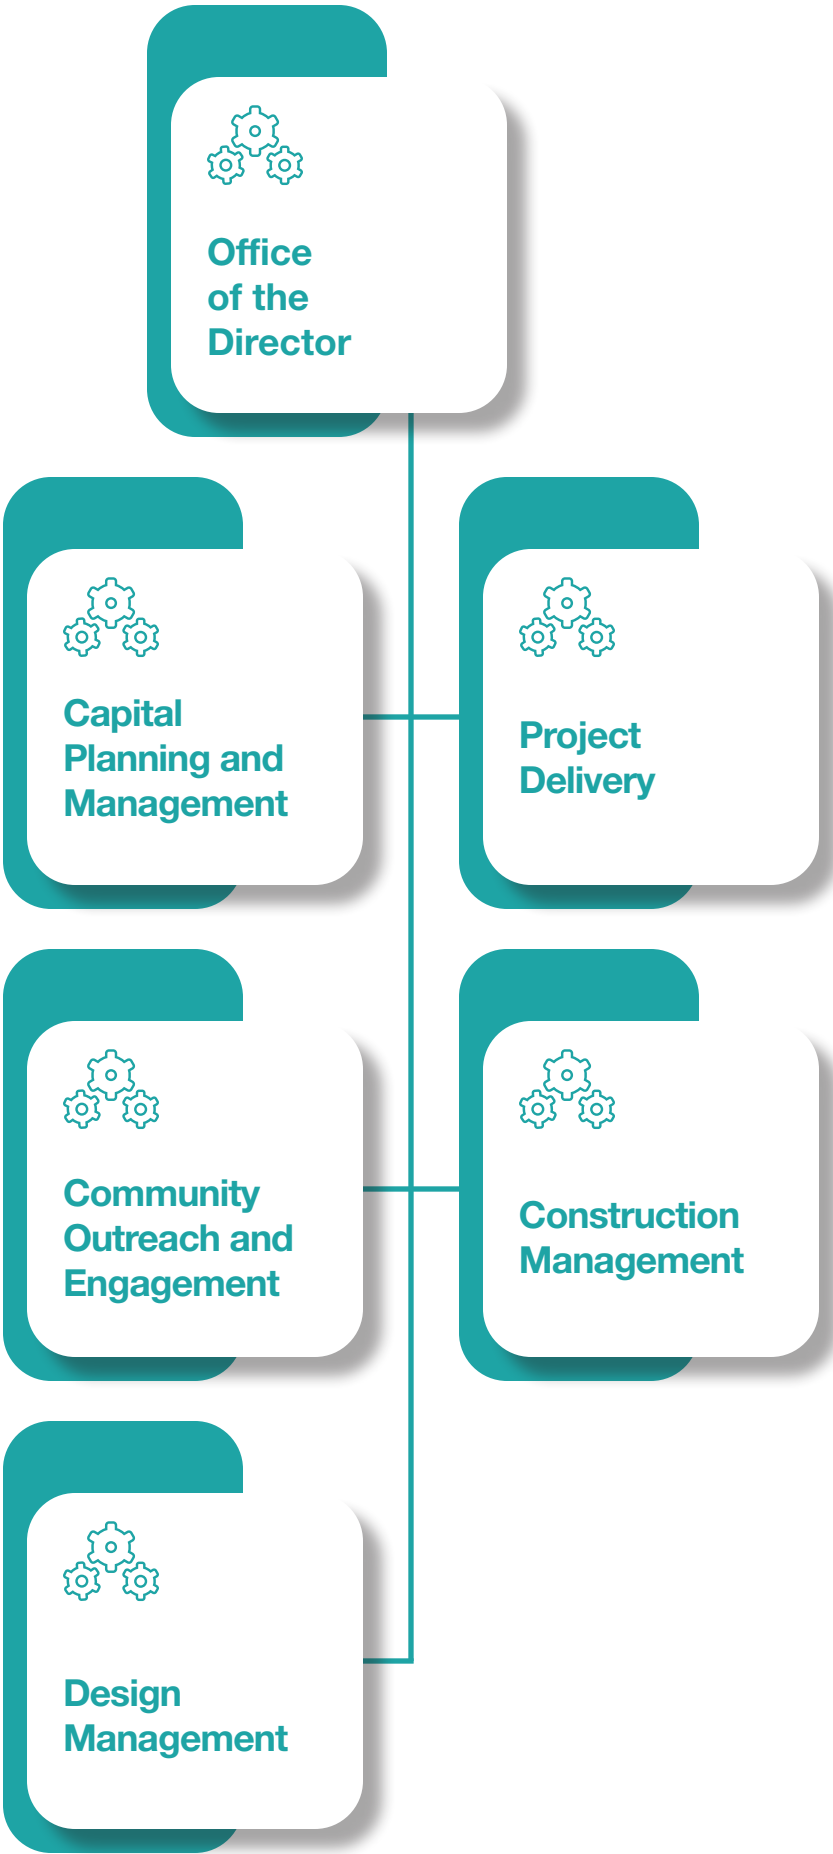 Office
of the
Director
Capital
Planning and
Management
Project
Delivery
Community
Outreach and
Engagement
Construction
Management
Design
Management